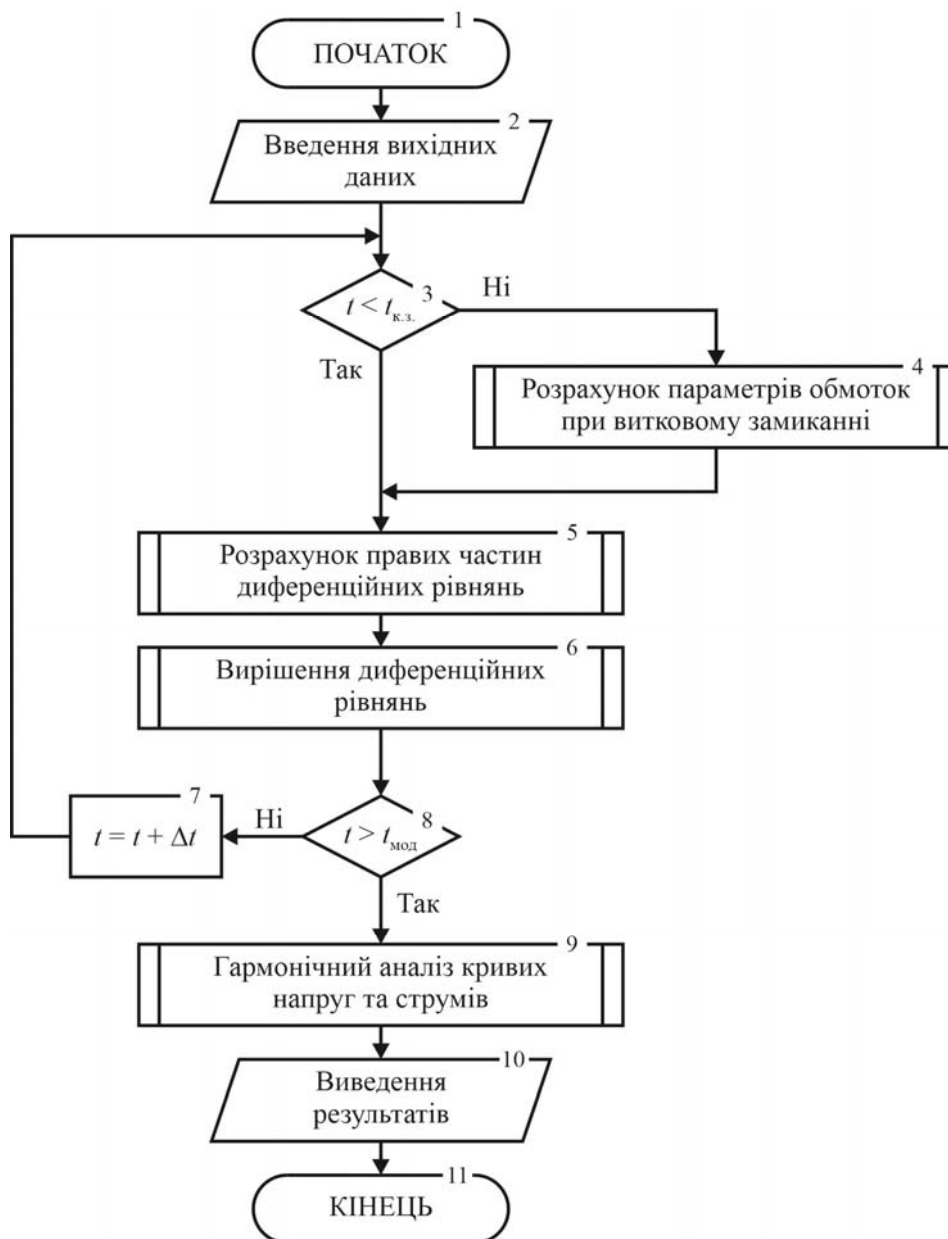 1
ПОЧАТОК
2
Введення вихідних
даних
3
t < tк.з.
Ні
Так
4
Розрахунок параметрів обмоток
при витковому замиканні
5
Розрахунок правих частин
диференційних рівнянь
6
Вирішення диференційних
рівнянь
7
t = t + Δt
Ні
8
t > tмод
Так
9
Гармонічний аналіз кривих
напруг та струмів
10
Виведення
результатів
11
КІНЕЦЬ